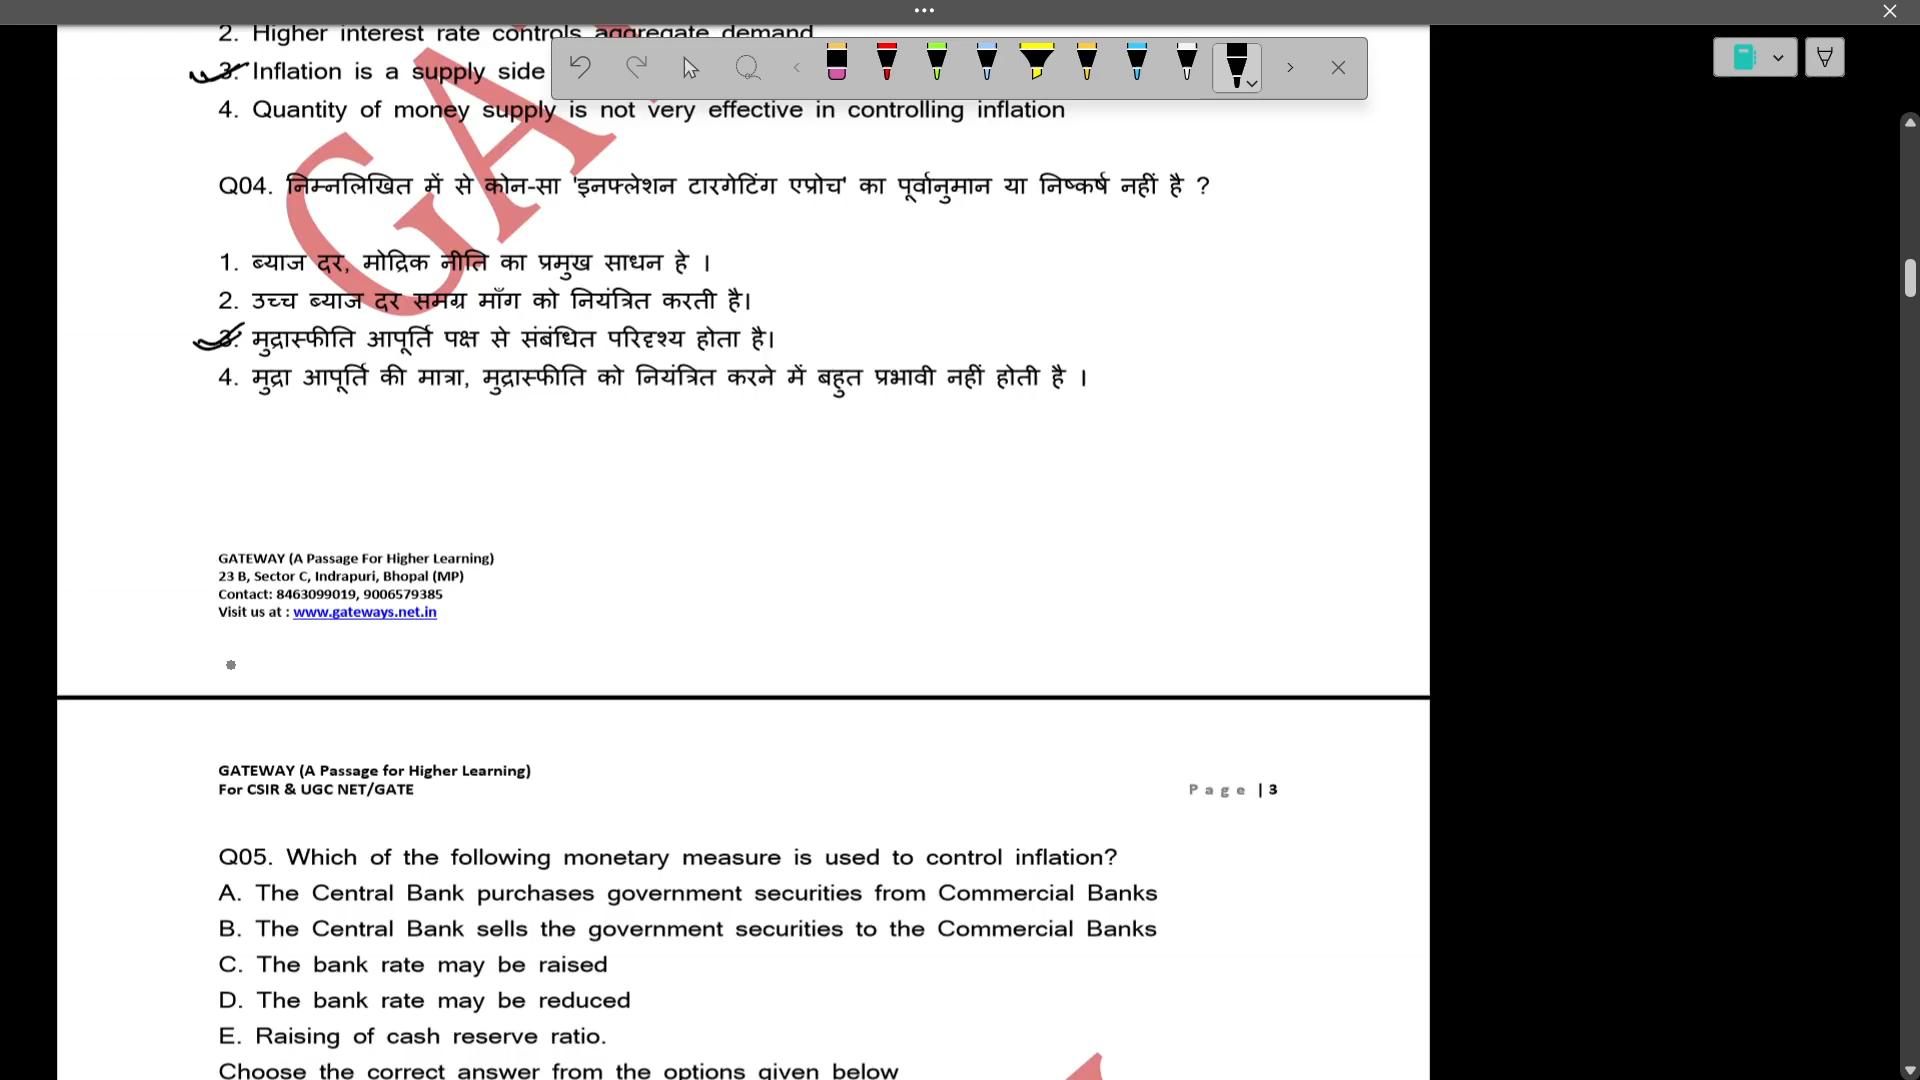 2. Higher interest rate controls aggregate demand
3. Inflation is a supply side
4. Quantity of money supply is not very effective in controlling inflation
Q04. निम्नलिखित में से कोन-सा 'इनफ्लेशन टारगेटिंग एप्रोच' का पूर्वानुमान या निष्कर्ष नहीं है ?
1. ब्याज दर, मोद्रिक नीति का प्रमुख साधन हे ।
2. उच्च ब्याज दर समग्र माँग को नियंत्रित करती है।
3. मुद्रास्फीति आपूर्ति पक्ष से संबंधित परिदृश्य होता है।
4. मुद्रा आपूर्ति की मात्रा, मुद्रास्फीति को नियंत्रित करने में बहुत प्रभावी नहीं होती है ।
GATEWAY (A Passage For Higher Learning)
23 B, Sector C, Indrapuri, Bhopal (MP)
Contact: 8463099019, 9006579385
Visit us at : www.gateways.net.in
GATEWAY (A Passage for Higher Learning)
For CSIR & UGC NET/GATE
Page | 3
Q05. Which of the following monetary measure is used to control inflation?
A. The Central Bank purchases government securities from Commercial Banks
B. The Central Bank sells the government securities to the Commercial Banks
C. The bank rate may be raised
D. The bank rate may be reduced
E. Raising of cash reserve ratio.
Choose the correct answer from the options given below
GA